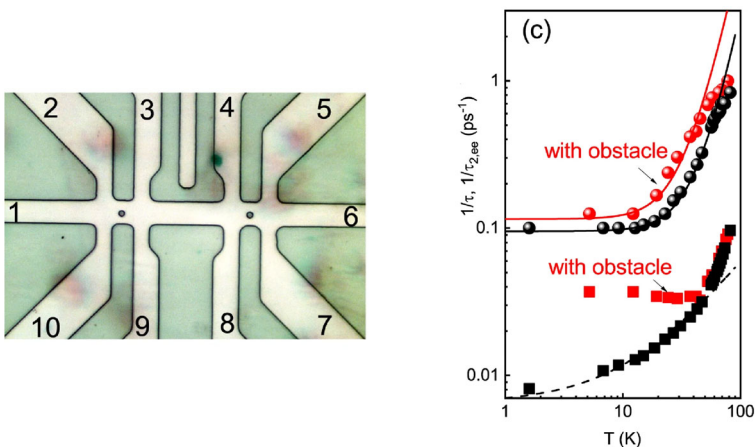 2 3 4 5
1 6
10 9 8 7
(c)
1
0.1
0.01
1/τ, 1/τ2,ee (ps-1)
with obstacle
with obstacle
1 10 100
T (K)